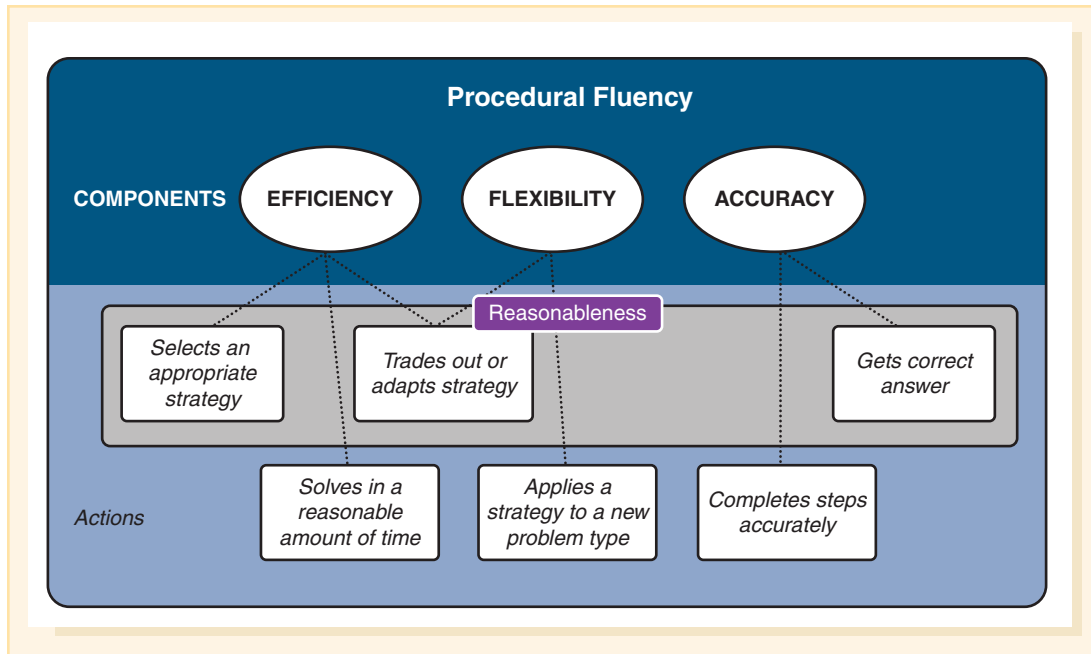 Procedural Fluency
COMPONENTS
EFFICIENCY
FLEXIBILITY
ACCURACY
Reasonableness
Selects an
appropriate
strategy
Trades out or
adapts strategy
Gets correct
answer
Actions
Solves in a
reasonable
amount of time
Applies a
strategy to a new
problem type
Completes steps
accurately